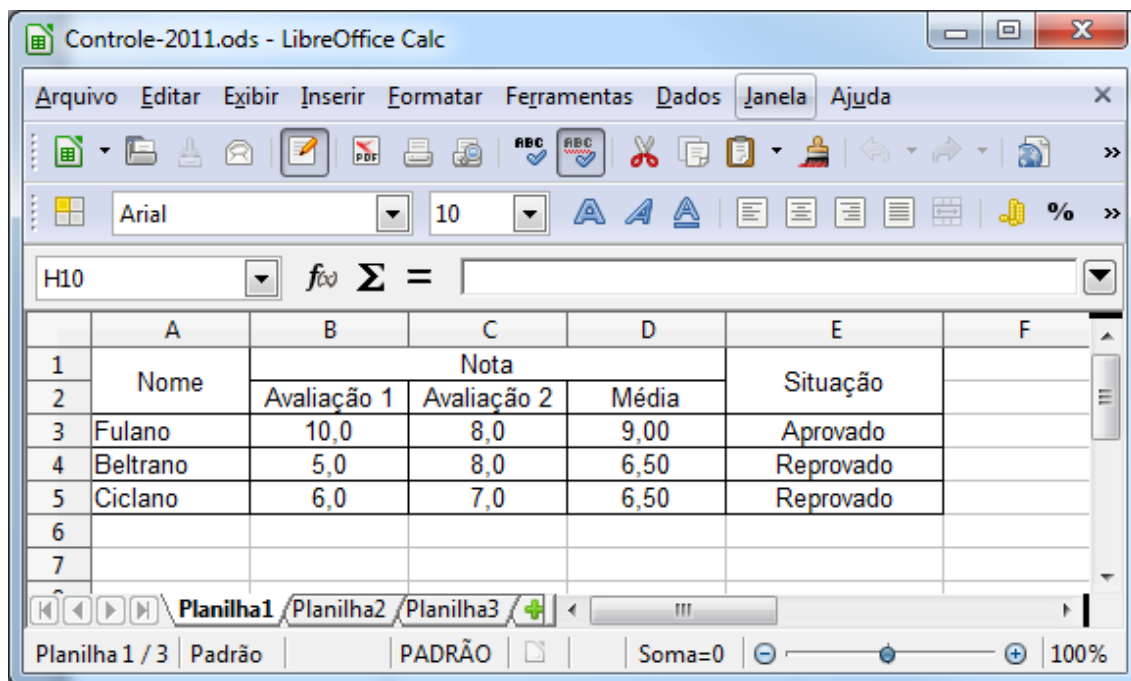 Controle-2011.ods - LibreOffice Calc
Arquivo Editar Exibir Inserir Formatar Ferramentas Dados Janela Ajuda
PDF ABC ABC
Arial 10 A A A %
H10 f(x) Σ =
A B C D E F
1 Nome Nota Situação
2 Avaliação 1 Avaliação 2 Média
3 Fulano 10,0 8,0 9,00 Aprovado
4 Beltrano 5,0 8,0 6,50 Reprovado
5 Ciclano 6,0 7,0 6,50 Reprovado
6
7
Planilha1 Planilha2 Planilha3
Planilha 1 / 3 Padrão PADRÃO Soma=0 100%